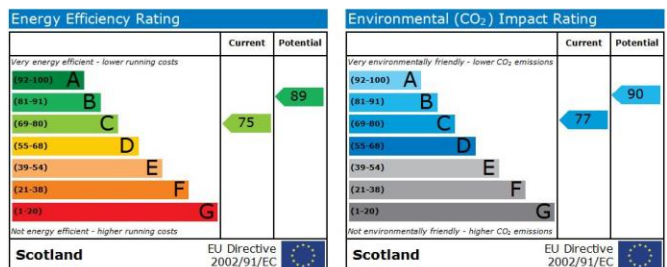 Energy Efficiency Rating
Current Potential
Very energy efficient - lower running costs
(92-100) A
(81-91) B
(69-80) C
(55-68) D
(39-54) E
(21-38) F
(1-20) G
89
75
Not energy efficient - higher running costs
Scotland
EU Directive
2002/91/EC
Environmental (CO₂) Impact Rating
Current Potential
Very environmentally friendly - lower CO₂ emissions
(92-100) A
(81-91) B
(69-80) C
(55-68) D
(39-54) E
(21-38) F
(1-20) G
90
77
Not environmentally friendly - higher CO₂ emissions
Scotland
EU Directive
2002/91/EC